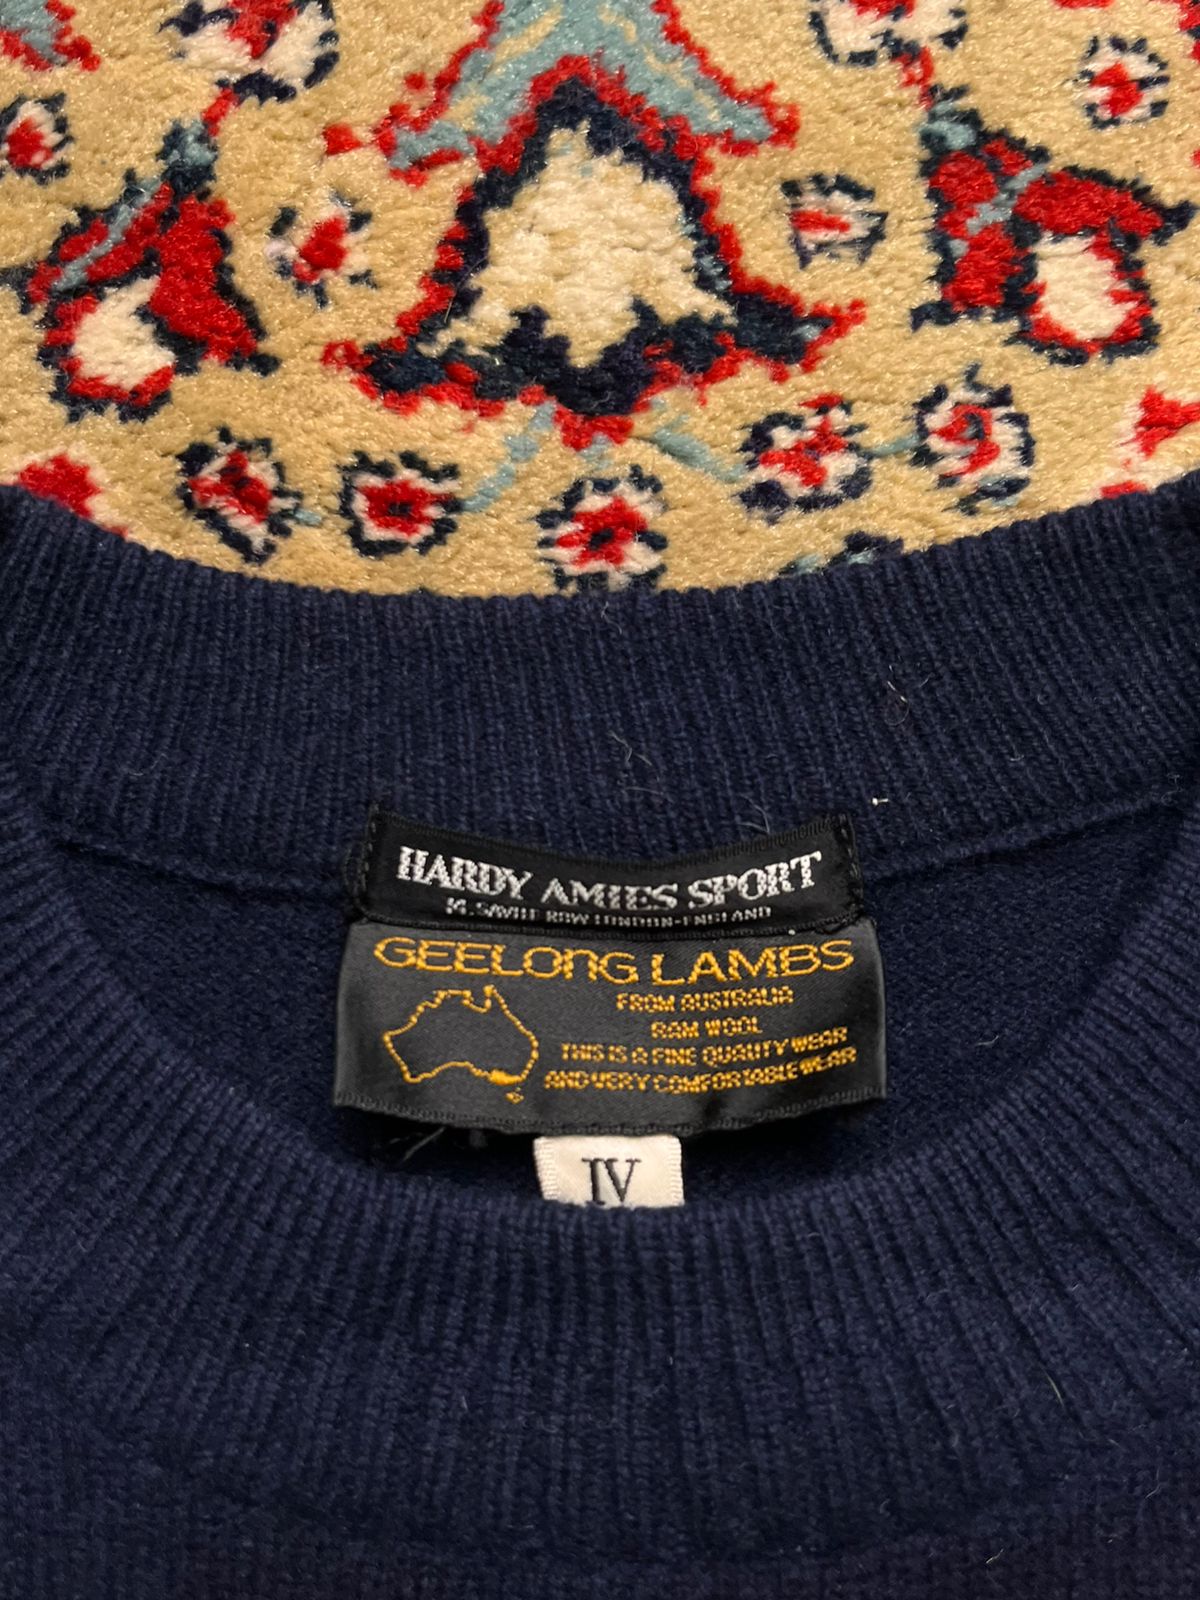 HARDY AMIES SPORT
14, SAVILE ROW LONDON-ENGLAND
GEELONG LAMBS
FROM AUSTRALIA
RAM WOOL
THIS IS A FINE QUALITY WEAR
AND VERY COMFORTABLE WEAR
IV